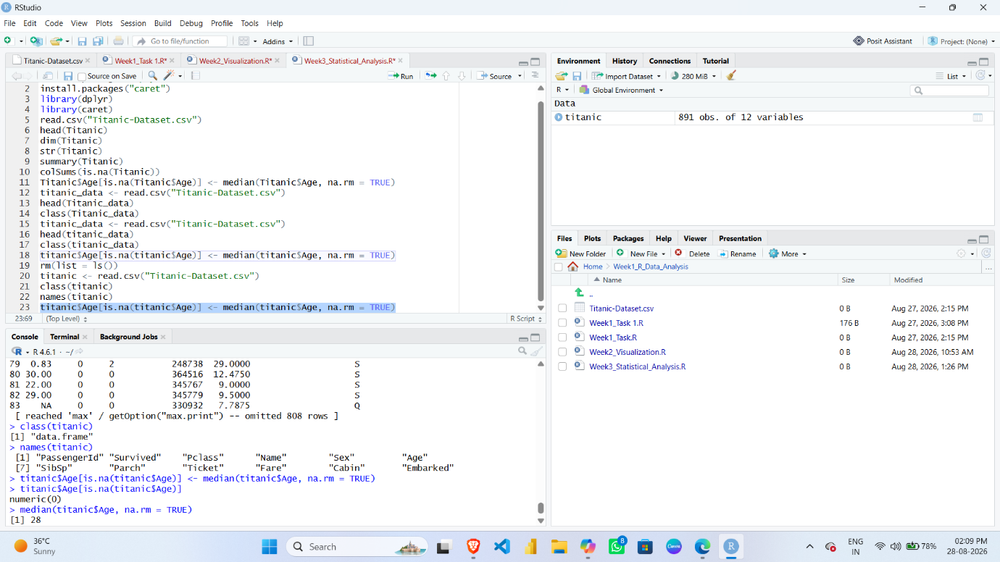 RStudio
File Edit Code View Plots Session Build Debug Profile Tools Help
Go to file/function Addins Posit Assistant Project: (None)
Titanic-Dataset.csv Week1_Task 1.R* Week2_Visualization.R* Week3_Statistical_Analysis.R*
Source on Save Run Source
2 install.packages("caret")
3 library(dplyr)
4 library(caret)
5 read.csv("Titanic-Dataset.csv")
6 head(Titanic)
7 dim(Titanic)
8 str(Titanic)
9 summary(Titanic)
10 colSums(is.na(Titanic))
11 Titanic$Age[is.na(Titanic$Age)] <- median(Titanic$Age, na.rm = TRUE)
12 titanic_data <- read.csv("Titanic-Dataset.csv")
13 head(Titanic_data)
14 class(Titanic_data)
15 titanic_data <- read.csv("Titanic-Dataset.csv")
16 head(titanic_data)
17 class(titanic_data)
18 titanic$Age[is.na(titanic$Age)] <- median(titanic$Age, na.rm = TRUE)
19 rm(list = ls())
20 titanic <- read.csv("Titanic-Dataset.csv")
21 class(titanic)
22 names(titanic)
23 titanic$Age[is.na(titanic$Age)] <- median(titanic$Age, na.rm = TRUE)
23:69 (Top Level) R Script
Console Terminal Background Jobs
R 4.6.1 · ~/
79 0.83 0 2 248738 29.0000 S
80 30.00 0 0 364516 12.4750 S
81 22.00 0 0 345767 9.0000 S
82 29.00 0 0 345779 9.5000 S
83 NA 0 0 330932 7.7875 Q
[ reached 'max' / getOption("max.print") -- omitted 808 rows ]
> class(titanic)
[1] "data.frame"
> names(titanic)
[1] "PassengerId" "Survived" "Pclass" "Name" "Sex" "Age"
[7] "SibSp" "Parch" "Ticket" "Fare" "Cabin" "Embarked"
> titanic$Age[is.na(titanic$Age)] <- median(titanic$Age, na.rm = TRUE)
> titanic$Age[is.na(titanic$Age)]
numeric(0)
> median(titanic$Age, na.rm = TRUE)
[1] 28
Environment History Connections Tutorial
Import Dataset 280 MiB List
R Global Environment
Data
titanic 891 obs. of 12 variables
Files Plots Packages Help Viewer Presentation
New Folder New File Delete Rename More
Home Week1_R_Data_Analysis ...
Name Size Modified
..
Titanic-Dataset.csv 0 B Aug 27, 2026, 2:15 PM
Week1_Task 1.R 176 B Aug 27, 2026, 3:08 PM
Week1_Task.R 0 B Aug 27, 2026, 2:15 PM
Week2_Visualization.R 0 B Aug 28, 2026, 10:53 AM
Week3_Statistical_Analysis.R 0 B Aug 28, 2026, 1:26 PM
36°C
Sunny
Search
8
Canva
ENG
IN
78%
02:09 PM
28-08-2026